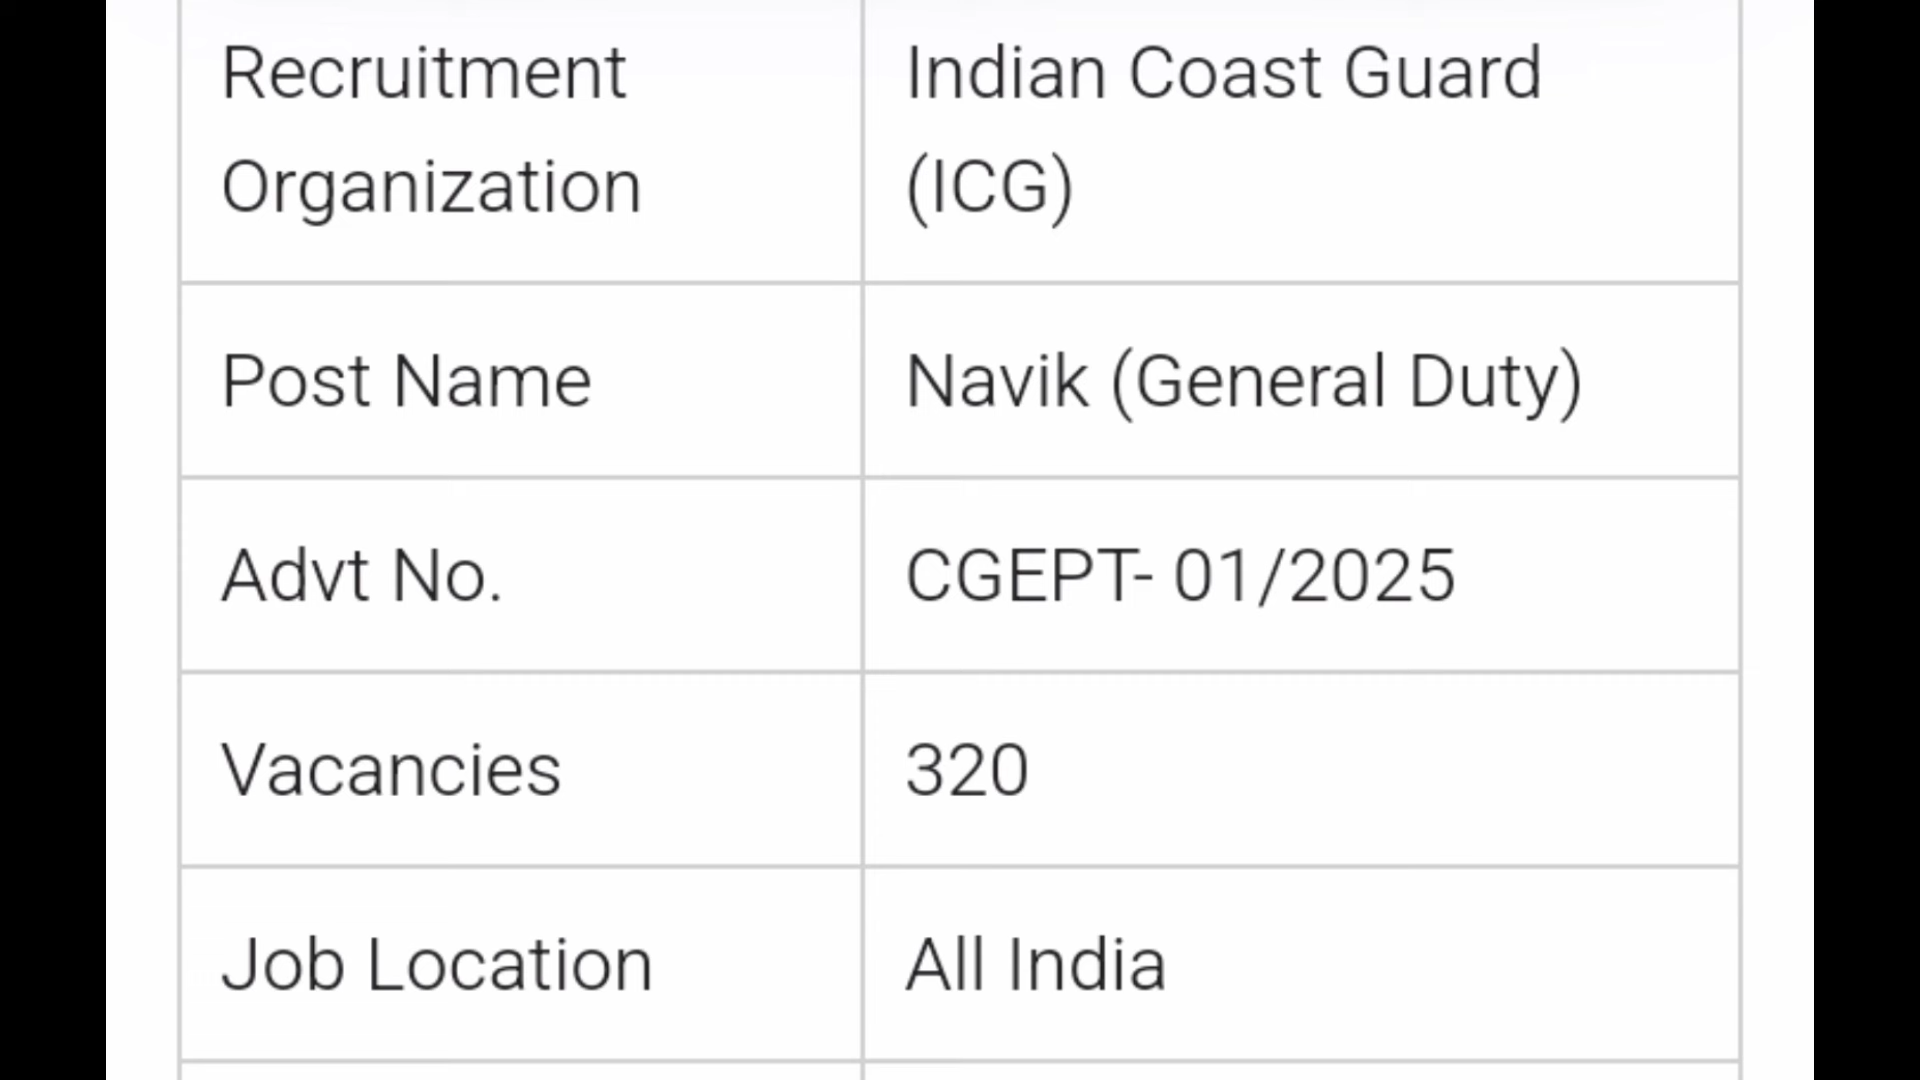 Recruitment Organization
Indian Coast Guard (ICG)
Post Name
Navik (General Duty)
Advt No.
CGEPT- 01/2025
Vacancies
320
Job Location
All India